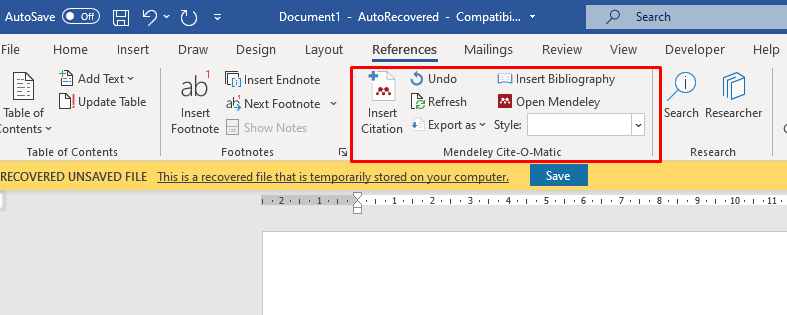 AutoSave Off Document1 - AutoRecovered - Compatibi... Search
File Home Insert Draw Design Layout References Mailings Review View Developer Help
Table of Contents
Add Text
Update Table
Table of Contents
ab1
Insert Footnote
Insert Endnote
Next Footnote
Show Notes
Footnotes
Insert Citation
Undo
Refresh
Export as
Insert Bibliography
Open Mendeley
Style:
Mendeley Cite-O-Matic
Search
Researcher
Research
RECOVERED UNSAVED FILE This is a recovered file that is temporarily stored on your computer. Save
2 1 1 2 3 4 5 6 7 8 9 10 11